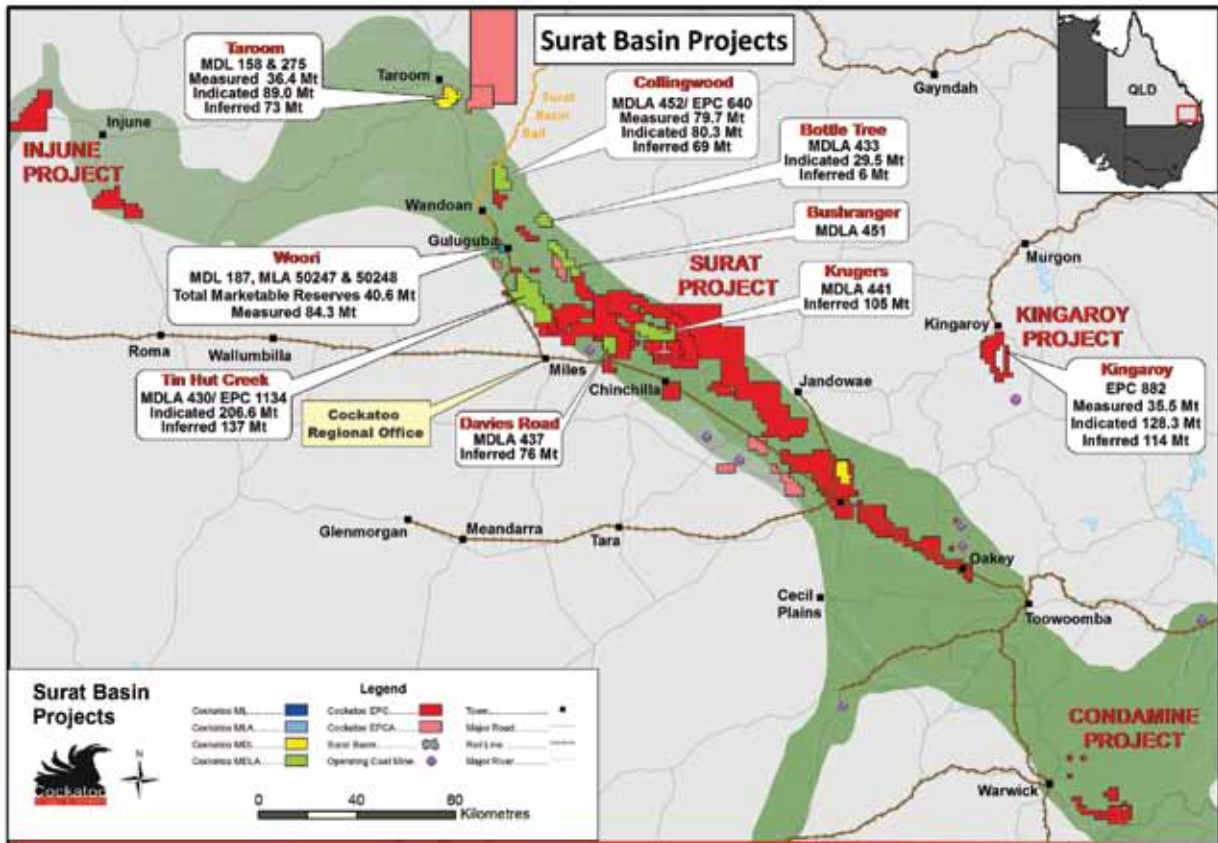 Surat Basin Projects
Taroom
MDL 158 & 275
Measured 36.4 Mt
Indicated 89.0 Mt
Inferred 73 Mt
Taroom
Surat
Basin
Rail
Collingwood
MDLA 452/ EPC 640
Measured 79.7 Mt
Indicated 80.3 Mt
Inferred 69 Mt
Gayndah
QLD
Injune
INJUNE
PROJECT
Bottle Tree
MDLA 433
Indicated 29.5 Mt
Inferred 6 Mt
Wandoan
Guluguba
Bushranger
MDLA 451
Woori
MDL 187, MLA 50247 & 50248
Total Marketable Reserves 40.6 Mt
Measured 84.3 Mt
SURAT
PROJECT
Krugers
MDLA 441
Inferred 105 Mt
Murgon
Kingaroy
KINGAROY
PROJECT
Kingaroy
EPC 882
Measured 35.5 Mt
Indicated 128.3 Mt
Inferred 114 Mt
Roma
Wallumbilla
Miles
Chinchilla
Jandowae
Tin Hut Creek
MDLA 430/ EPC 1134
Indicated 206.6 Mt
Inferred 137 Mt
Cockatoo
Regional Office
Davies Road
MDLA 437
Inferred 76 Mt
Glenmorgan
Meandarra
Tara
Oakey
Cecil
Plains
Toowoomba
CONDAMINE
PROJECT
Warwick
Surat Basin
Projects
Cockatoo
N
Legend
Cockatoo ML
Cockatoo MLA
Cockatoo MDL
Cockatoo MDLA
Cockatoo EPC
Cockatoo EPCA
Surat Basin
Operating Coal Mine
Town
Major Road
Rail Line
Major River
0 40 80
Kilometres